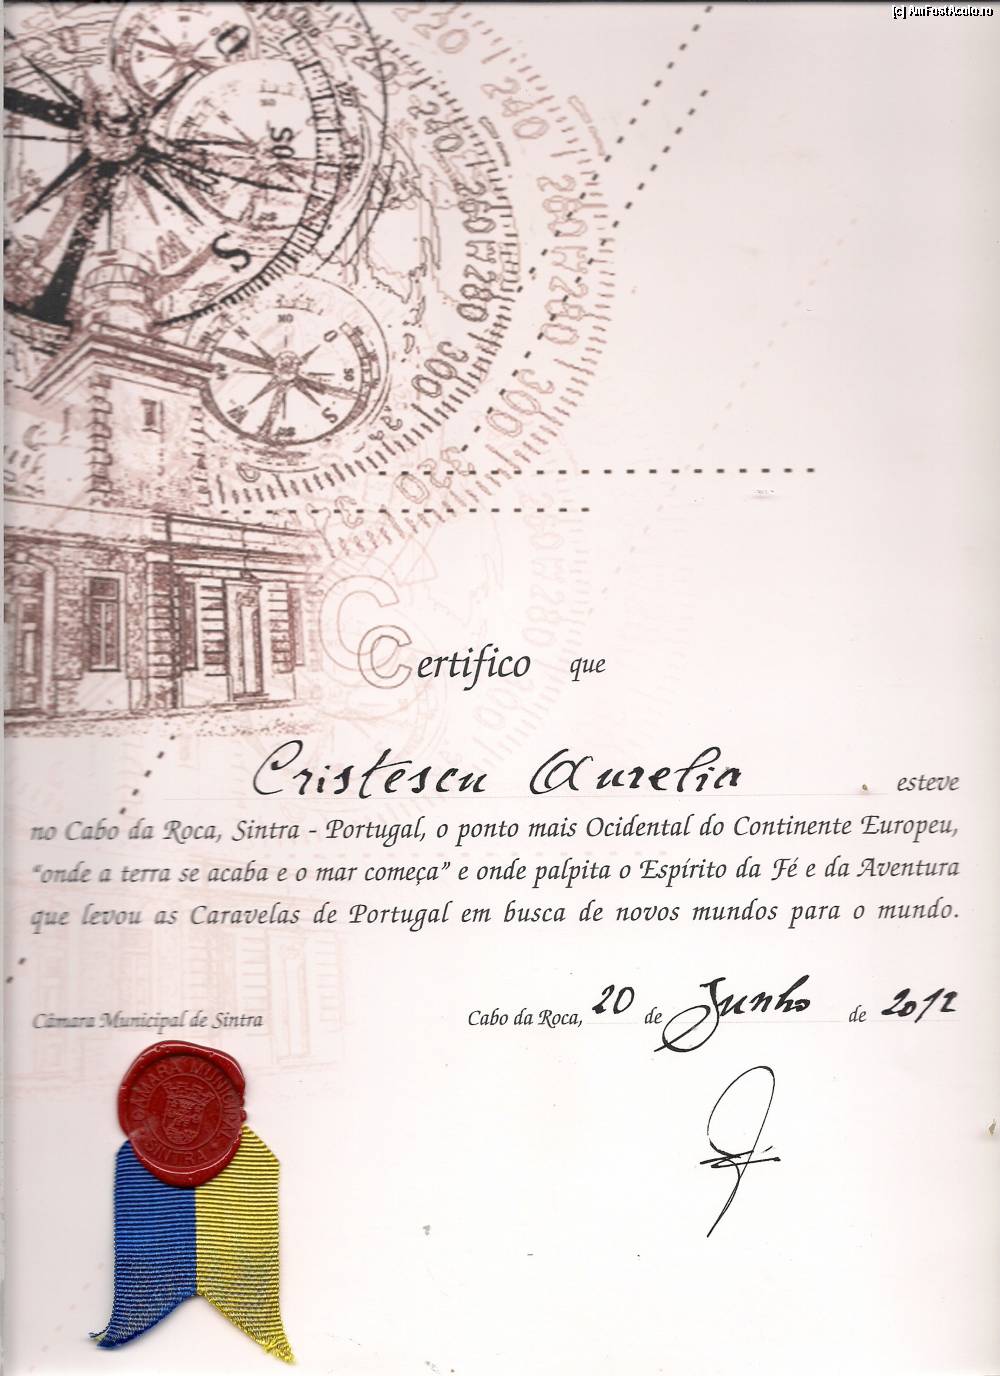 [c] AmFostAcolo.ro
Certifico que
Cristescu Aurelia esteve
no Cabo da Roca, Sintra - Portugal, o ponto mais Ocidental do Continente Europeu,
“onde a terra se acaba e o mar começa” e onde palpita o Espírito da Fé e da Aventura
que levou as Caravelas de Portugal em busca de novos mundos para o mundo.
Câmara Municipal de Sintra
Cabo da Roca, 20 de Junho de 2012
CÂMARA MUNICIPAL
SINTRA